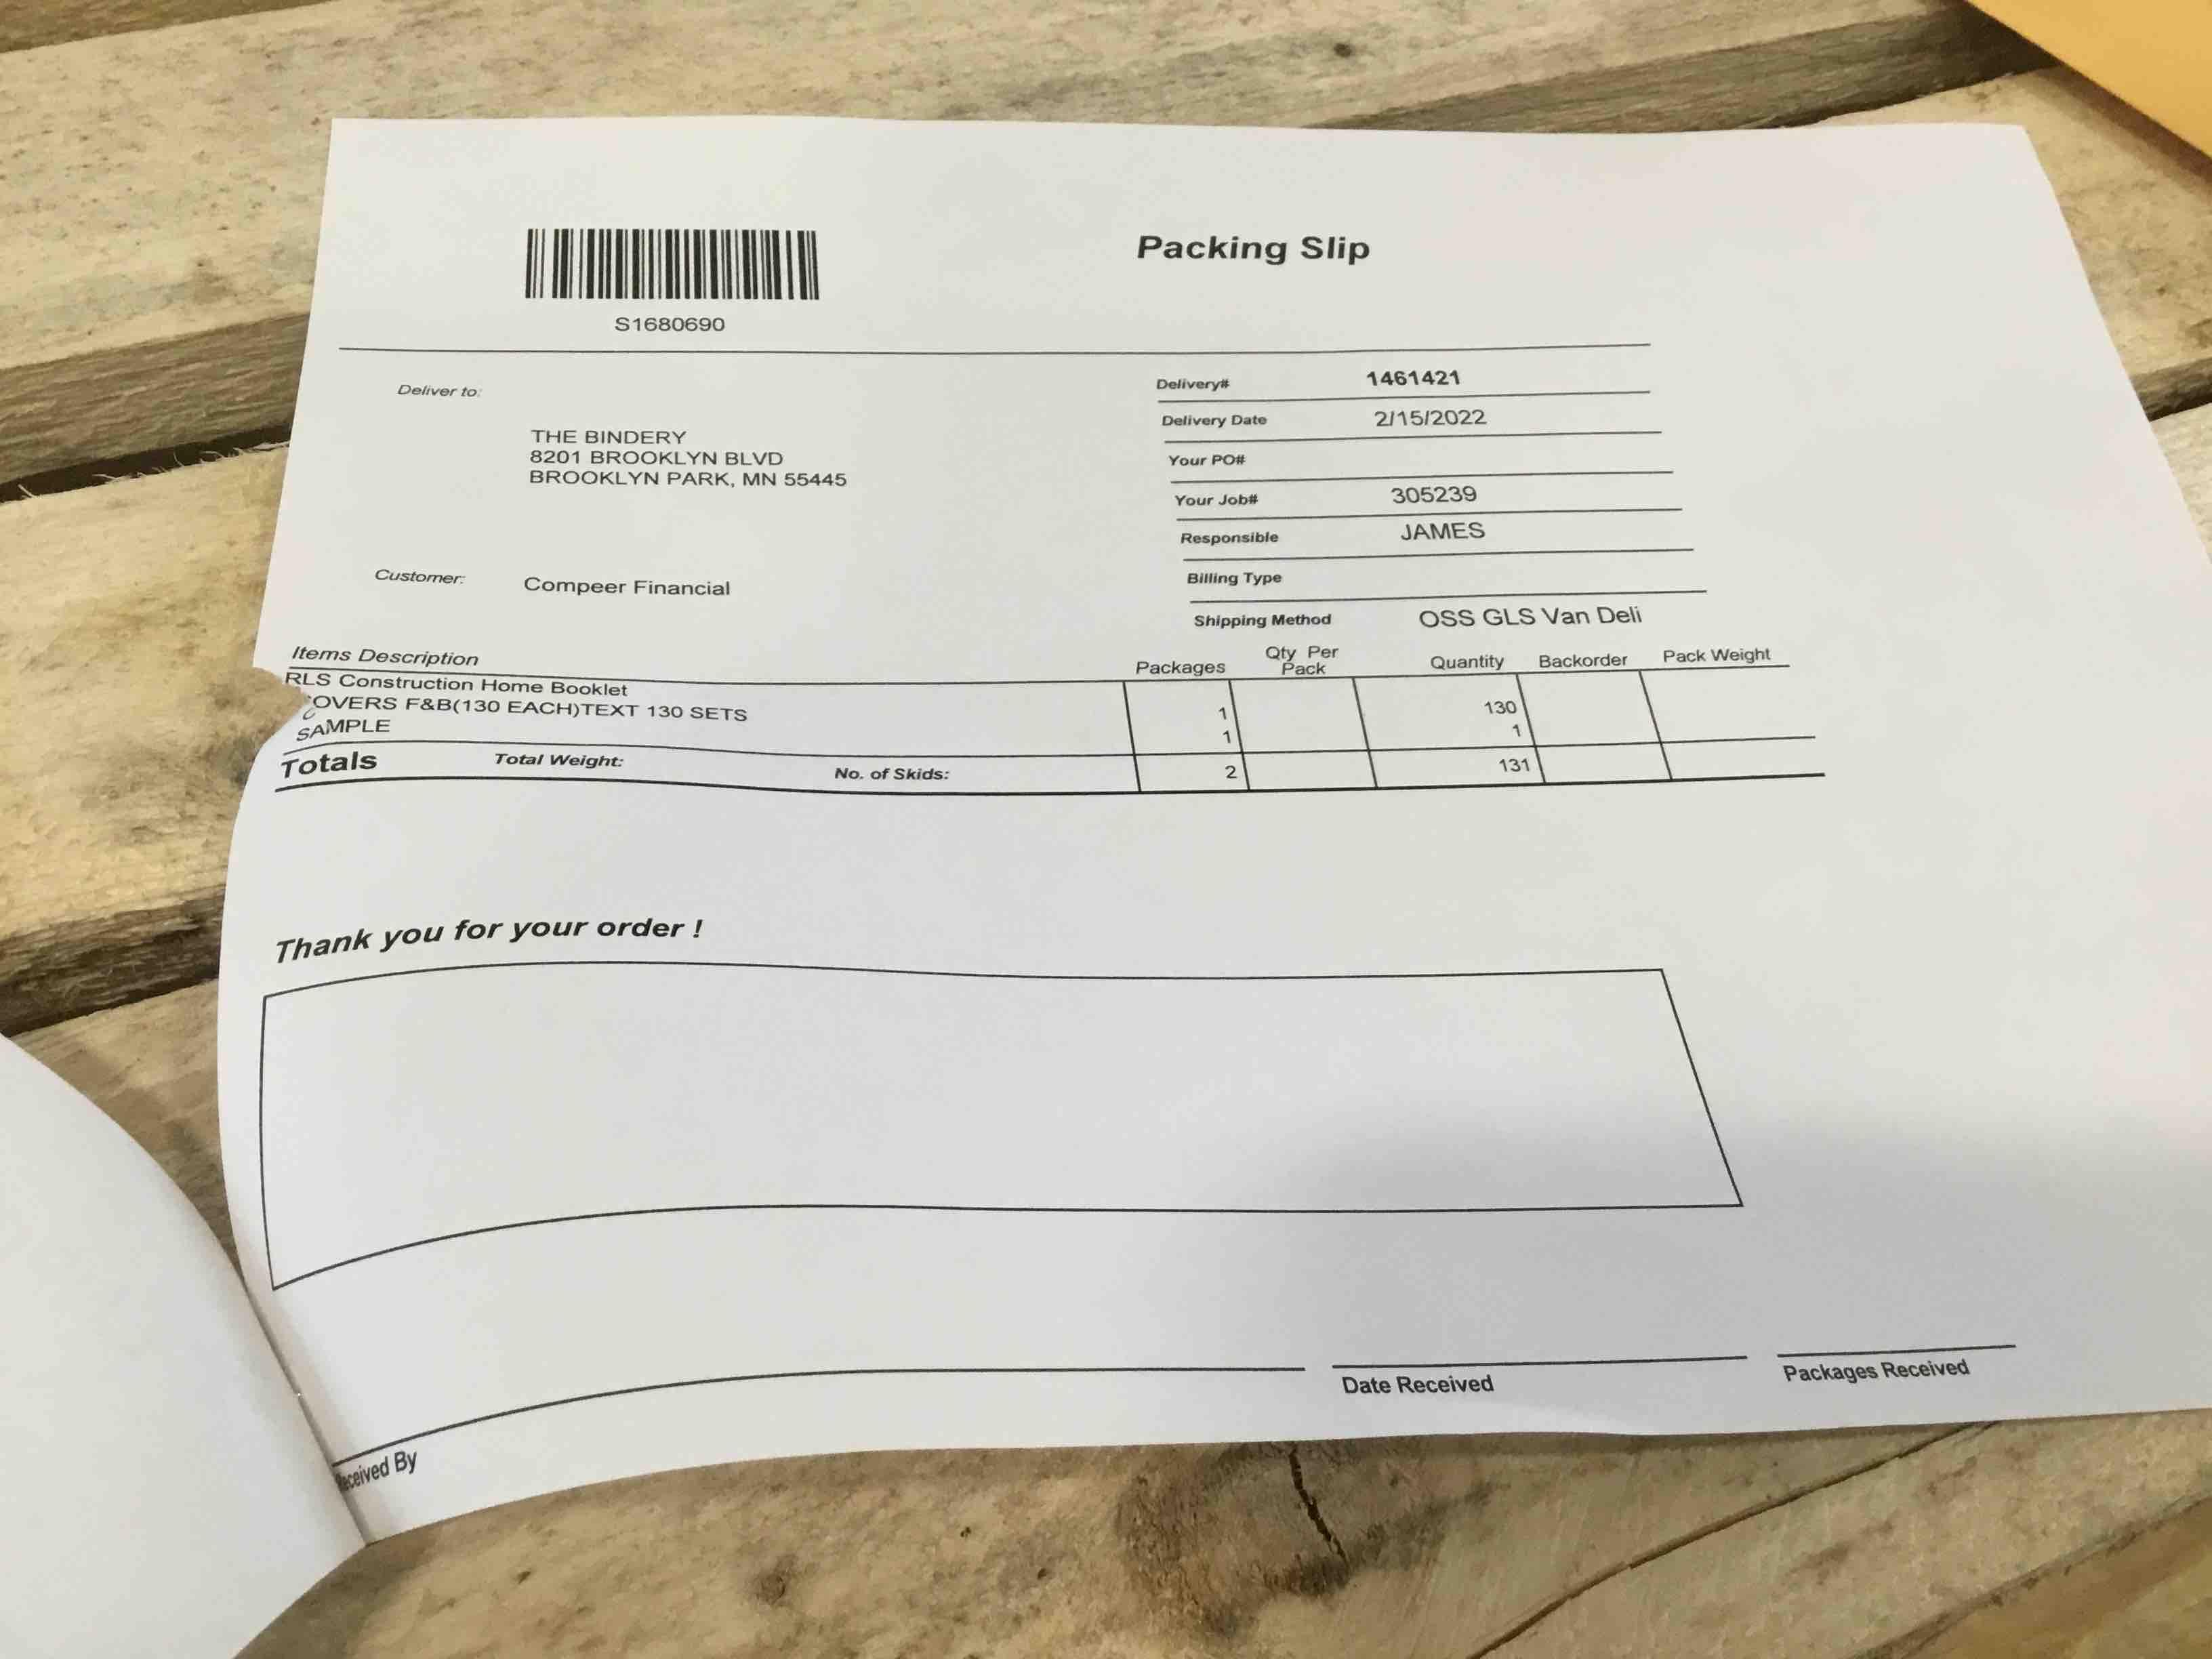 Packing Slip
S1680690
Deliver to:
THE BINDERY
8201 BROOKLYN BLVD
BROOKLYN PARK, MN 55445
Customer: Compeer Financial
Delivery# 1461421
Delivery Date 2/15/2022
Your PO#
Your Job# 305239
Responsible JAMES
Billing Type
Shipping Method OSS GLS Van Deli
Items Description Packages Qty Per Pack Quantity Backorder Pack Weight
RLS Construction Home Booklet
COVERS F&B(130 EACH)TEXT 130 SETS 1 130
SAMPLE 1 1
Totals Total Weight: No. of Skids: 2 131
Thank you for your order !
Received By Date Received Packages Received